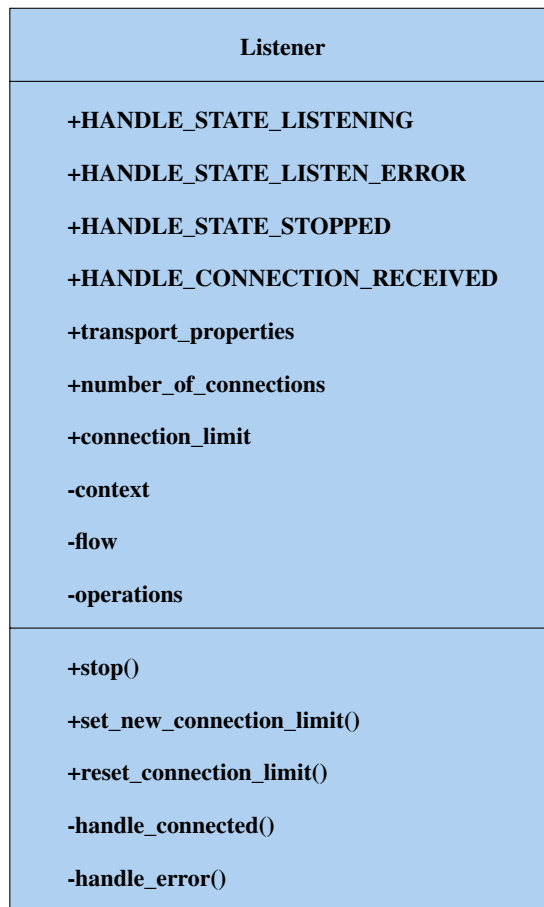 Listener
+HANDLE_STATE_LISTENING
+HANDLE_STATE_LISTEN_ERROR
+HANDLE_STATE_STOPPED
+HANDLE_CONNECTION_RECEIVED
+transport_properties
+number_of_connections
+connection_limit
-context
-flow
-operations
+stop()
+set_new_connection_limit()
+reset_connection_limit()
-handle_connected()
-handle_error()